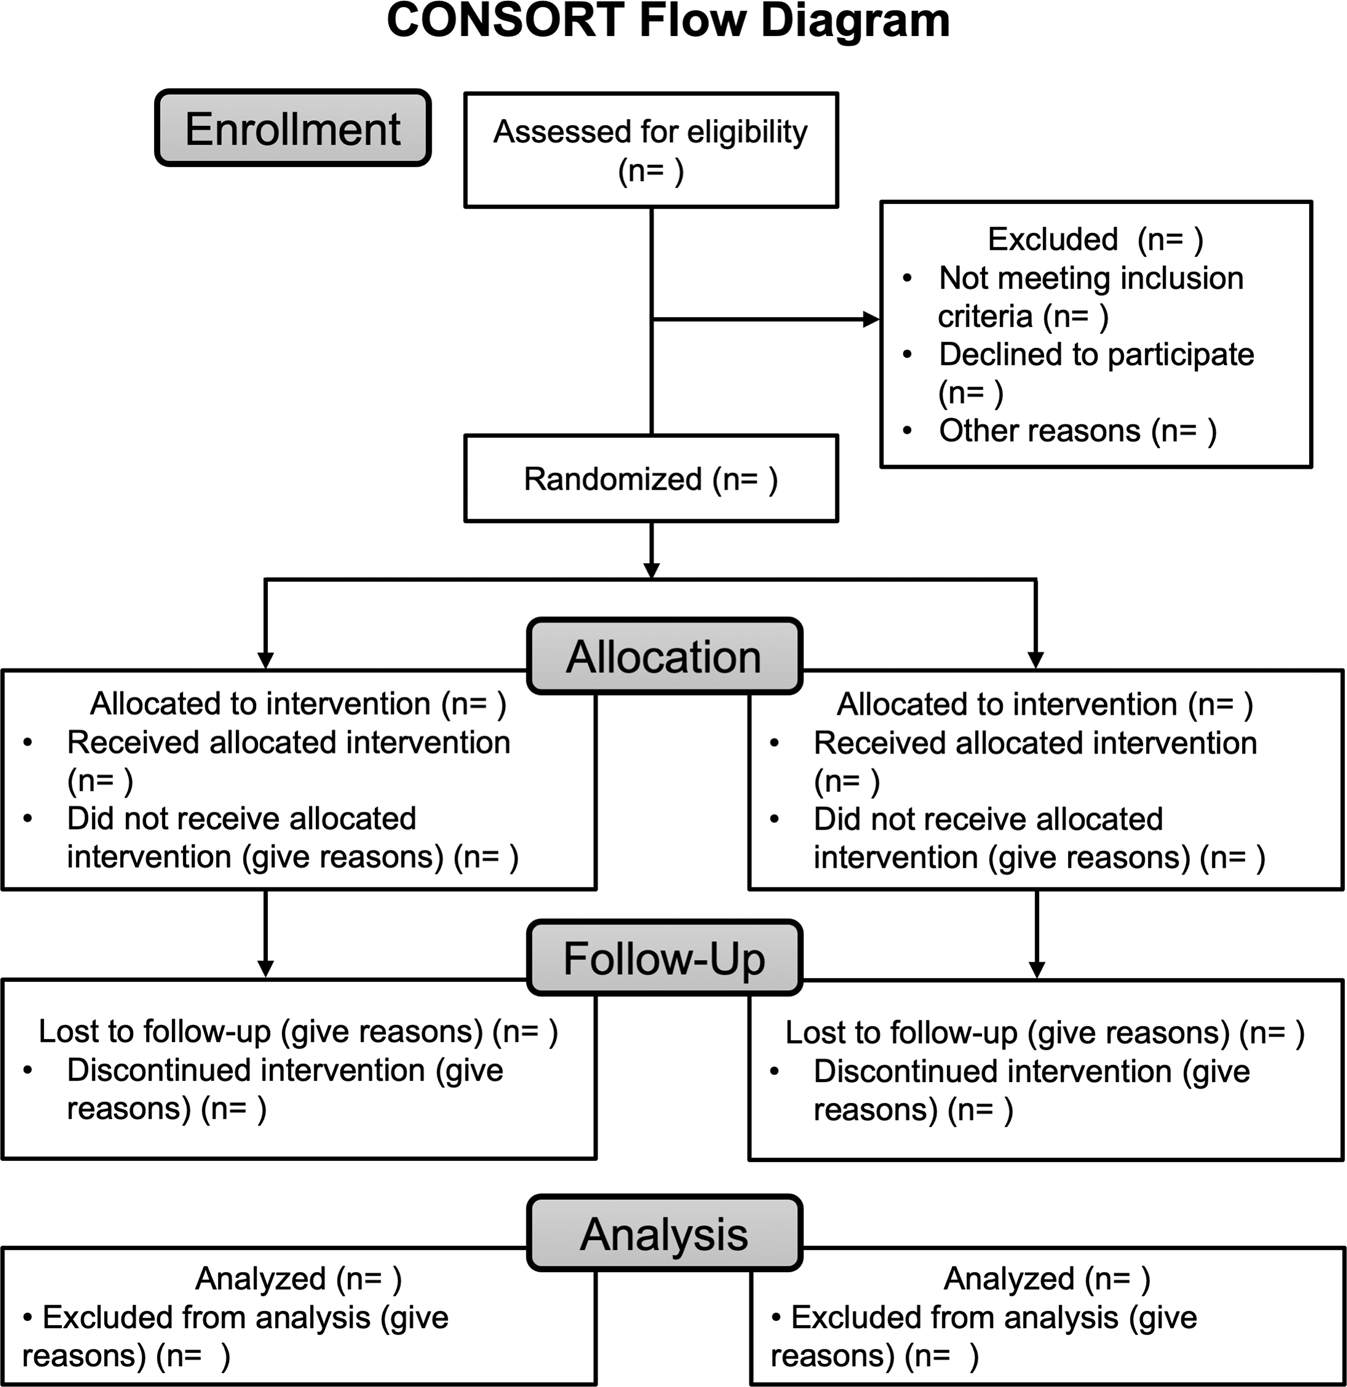 CONSORT Flow Diagram
Enrollment
Assessed for eligibility
(n= )
Excluded  (n= )
• Not meeting inclusion
criteria (n= )
• Declined to participate
(n= )
• Other reasons (n= )
Randomized (n= )
Allocation
Allocated to intervention (n= )
• Received allocated intervention
(n= )
• Did not receive allocated
intervention (give reasons) (n= )
Allocated to intervention (n= )
• Received allocated intervention
(n= )
• Did not receive allocated
intervention (give reasons) (n= )
Follow-Up
Lost to follow-up (give reasons) (n= )
• Discontinued intervention (give
reasons) (n= )
Lost to follow-up (give reasons) (n= )
• Discontinued intervention (give
reasons) (n= )
Analysis
Analyzed (n= )
• Excluded from analysis (give
reasons) (n=  )
Analyzed (n= )
• Excluded from analysis (give
reasons) (n=  )